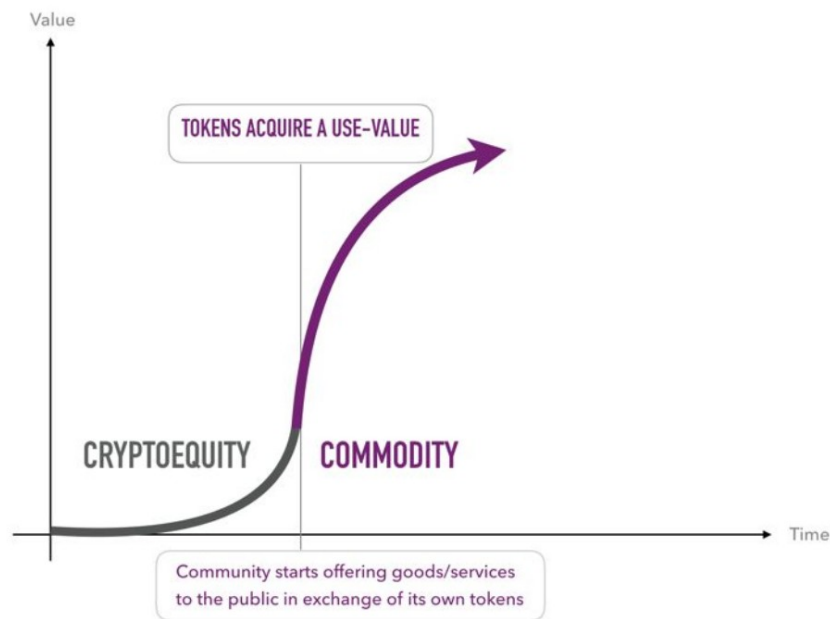 Value
TOKENS ACQUIRE A USE-VALUE
CRYPTOEQUITY
COMMODITY
Time
Community starts offering goods/services
to the public in exchange of its own tokens